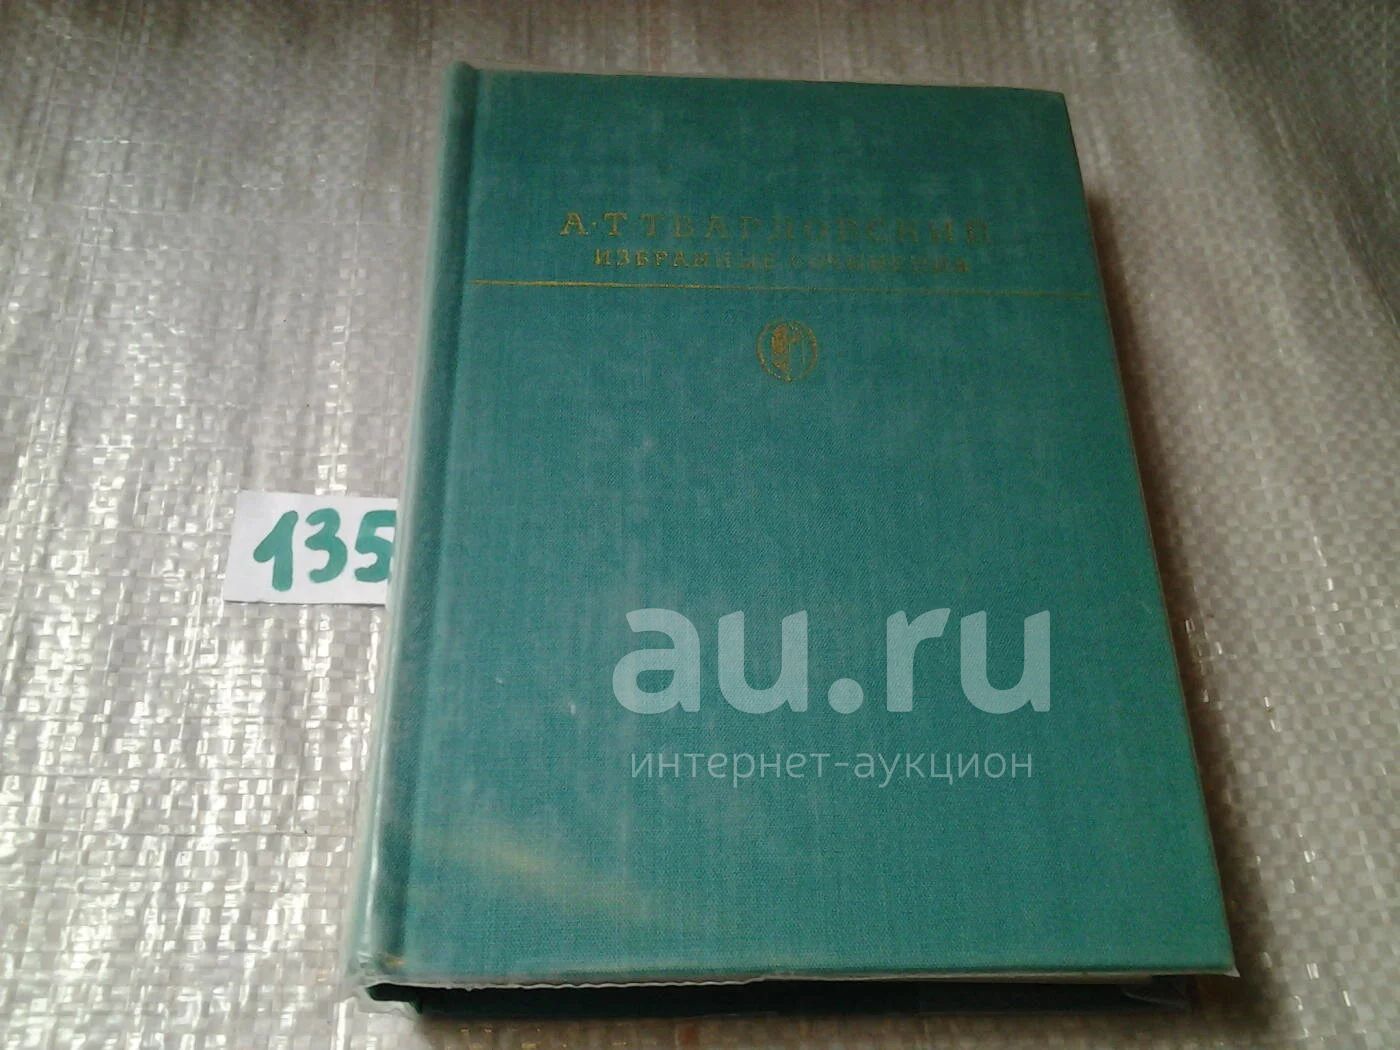 А·Т ТВАРДОВСКИЙ
ИЗБРАННЫЕ СОЧИНЕНИЯ
135
au.ru
интернет-аукцион